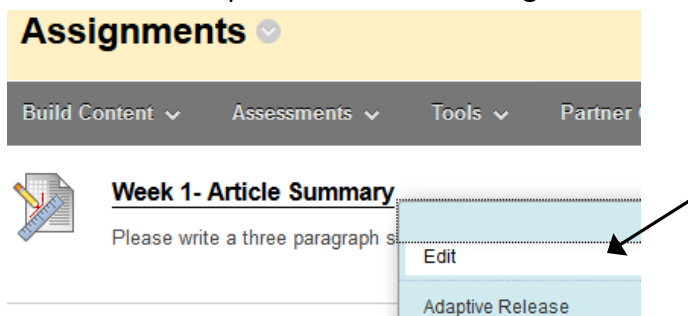 Assignments
Build Content Assessments Tools Partner
Week 1- Article Summary
Please write a three paragraph s
Edit
Adaptive Release